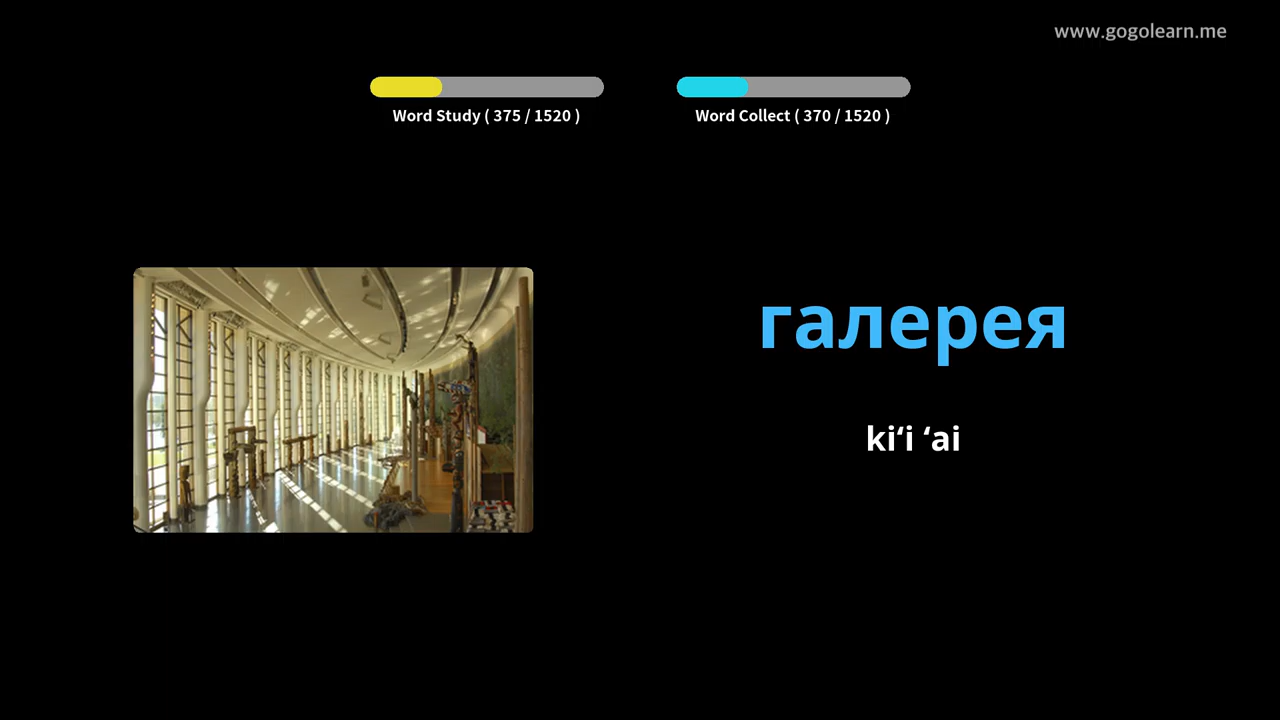 www.gogolearn.me
Word Study ( 375 / 1520 )
Word Collect ( 370 / 1520 )
галерея
kiʻi ʻai